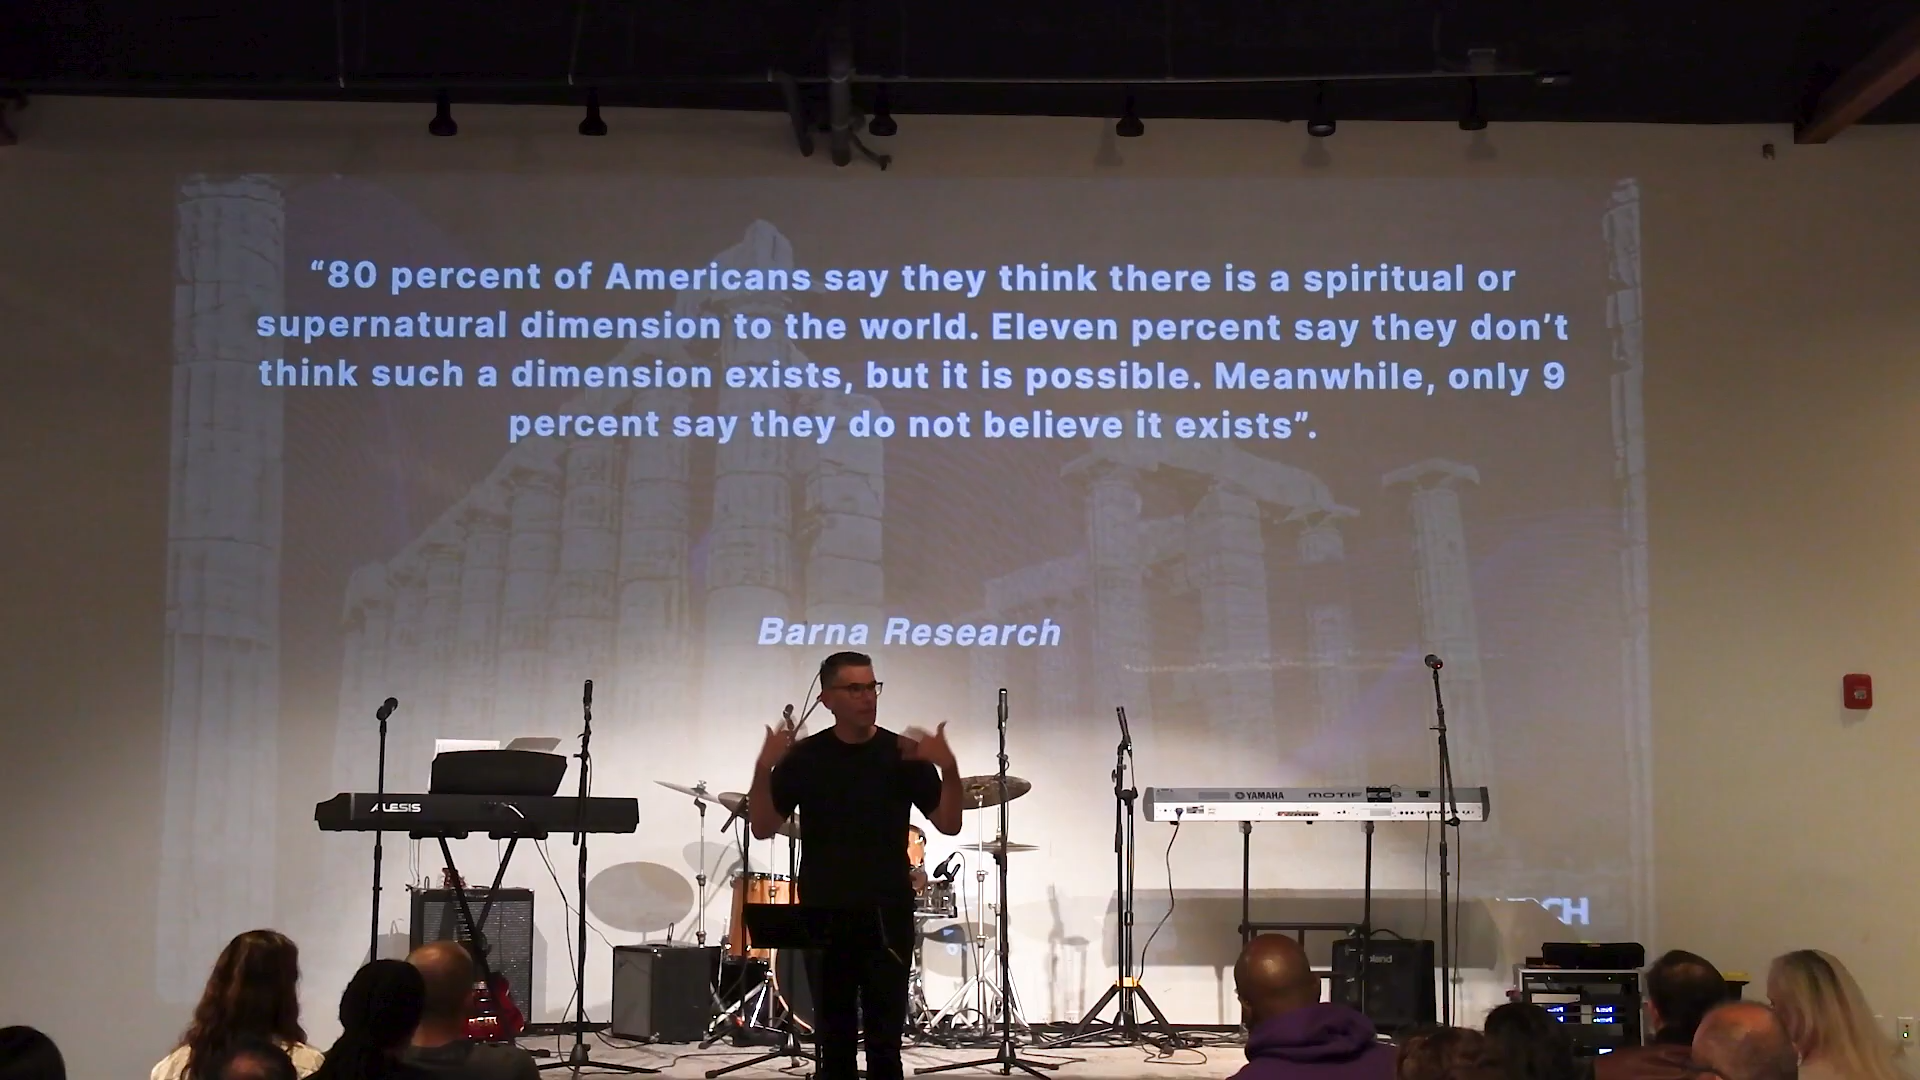 “80 percent of Americans say they think there is a spiritual or
supernatural dimension to the world. Eleven percent say they don’t
think such a dimension exists, but it is possible. Meanwhile, only 9
percent say they do not believe it exists”.
Barna Research
ALESIS
YAMAHA
MOTIF ES8
Roland